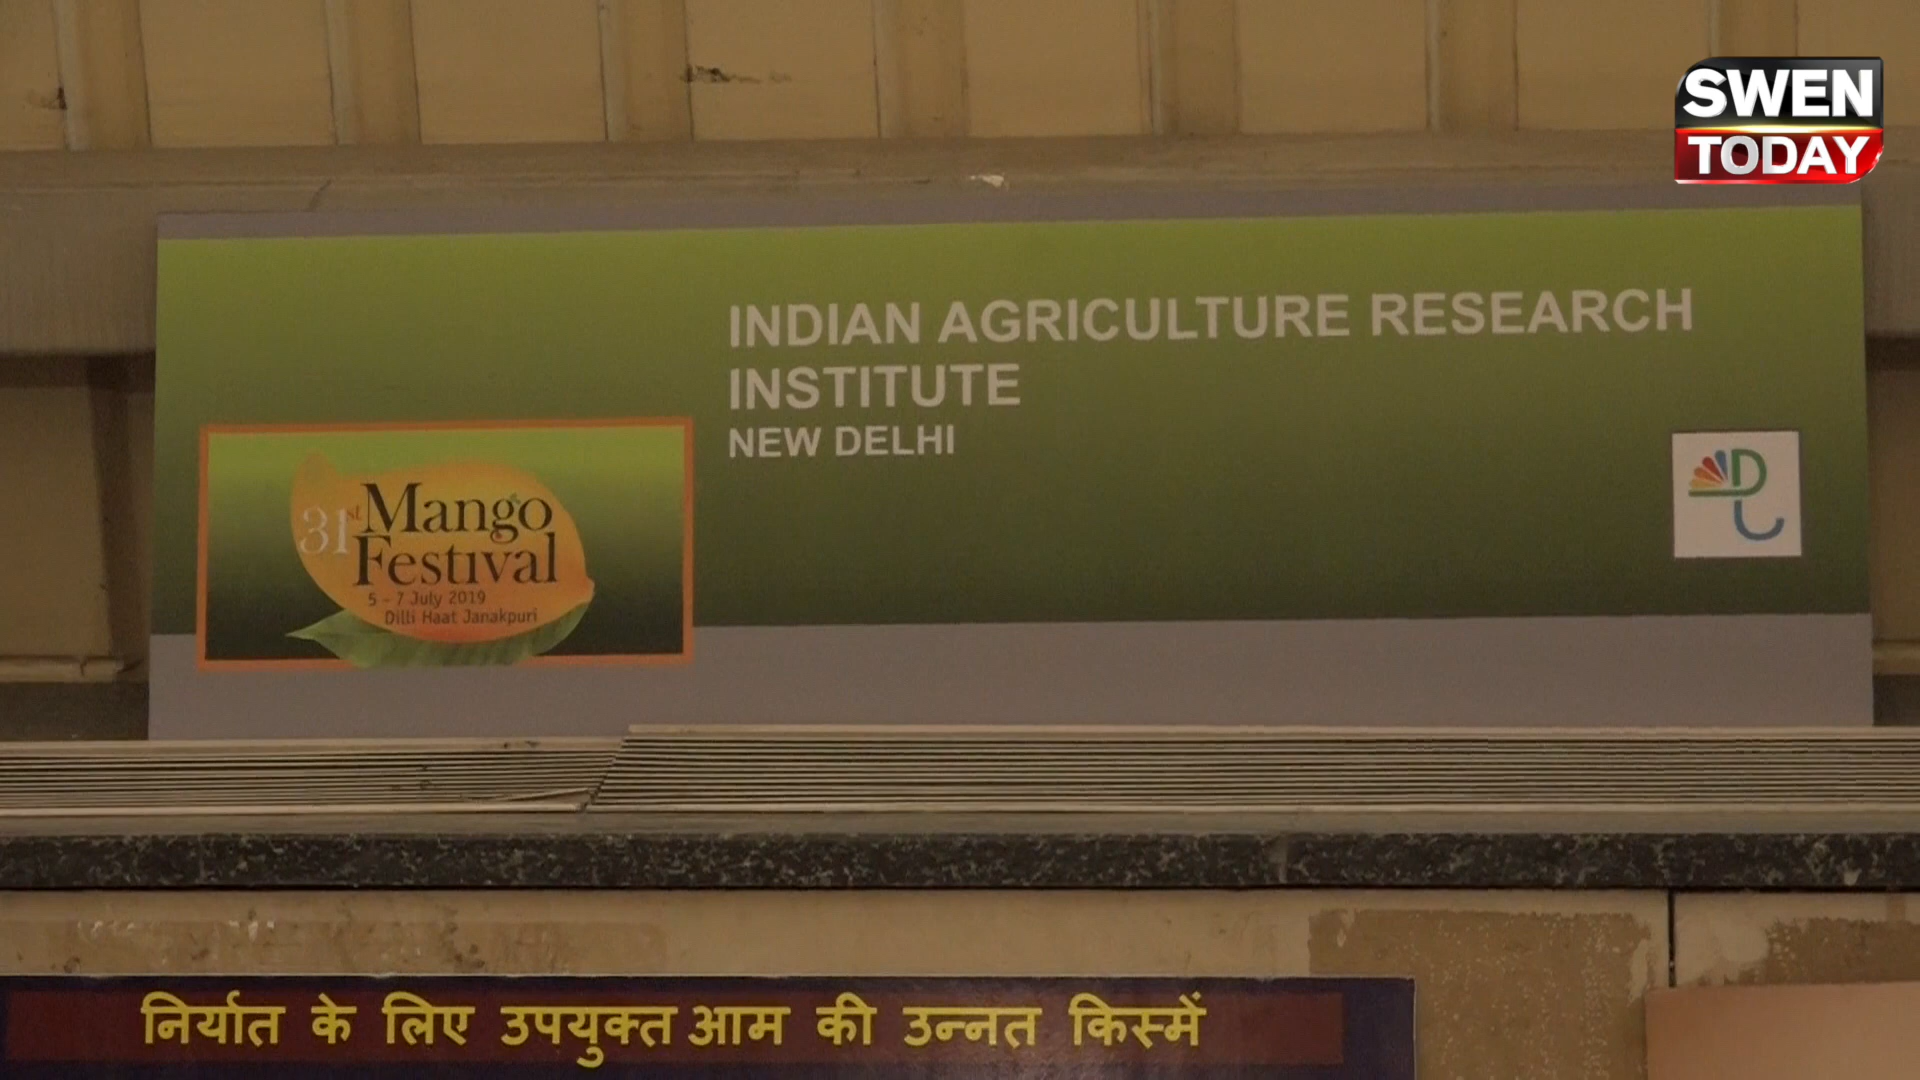 SWEN
TODAY
INDIAN AGRICULTURE RESEARCH
INSTITUTE
NEW DELHI
31st Mango
Festival
5 - 7 July 2019
Dilli Haat Janakpuri
निर्यात के लिए उपयुक्त आम की उन्नत किस्में